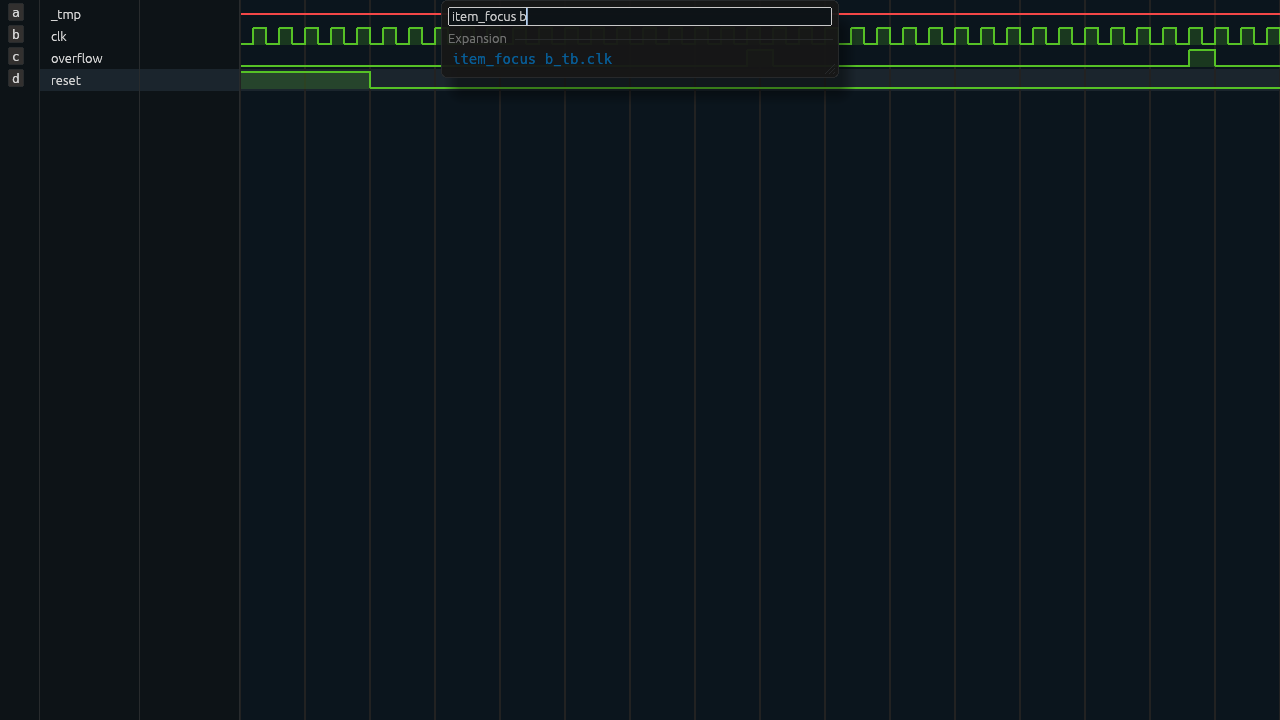 a _tmp
b clk
c overflow
d reset
item_focus b
Expansion
item_focus b_tb.clk